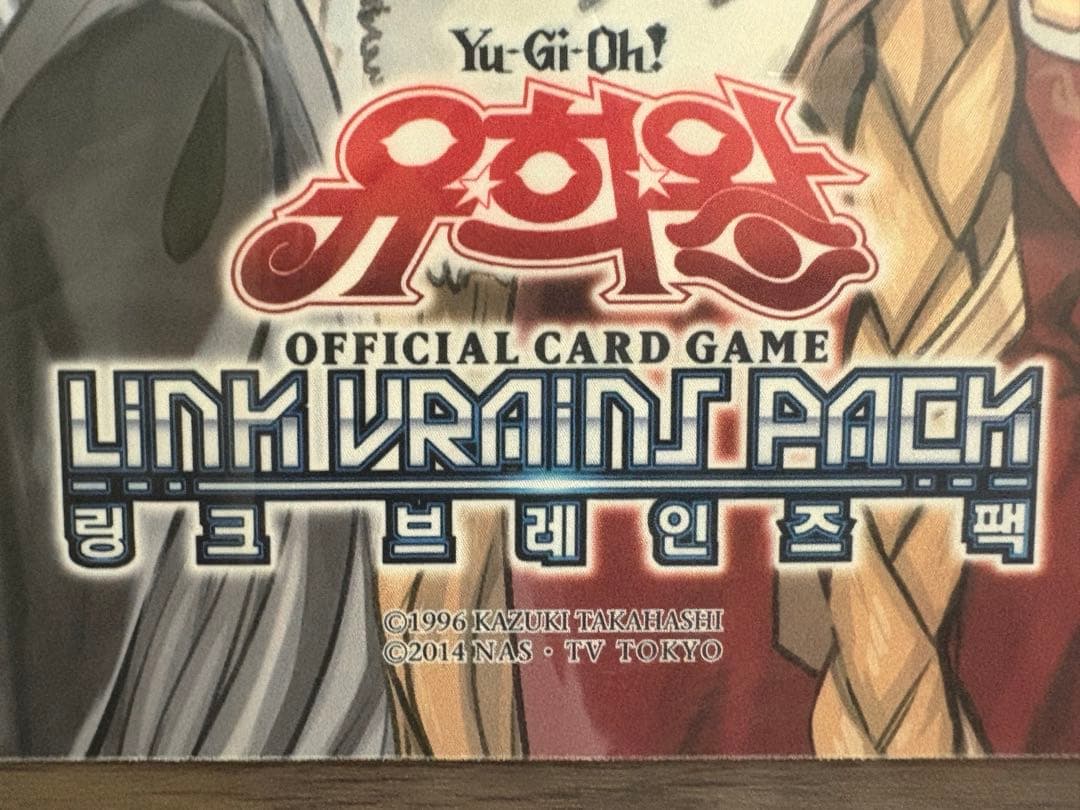 Yu-Gi-Oh!
유희왕
OFFICIAL CARD GAME
LINK VRAINS PACK
링크 브레인즈 팩
©1996 KAZUKI TAKAHASHI
©2014 NAS・TV TOKYO